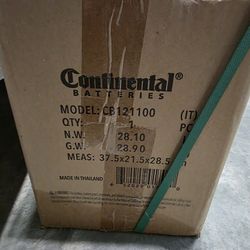 Continental®
BATTERIES
MODEL: CB121100 (IT)
QTY: 1 PC
N.W. 28.10
G.W. 28.90
MEAS: 37.5x21.5x28.5
MADE IN THAILAND